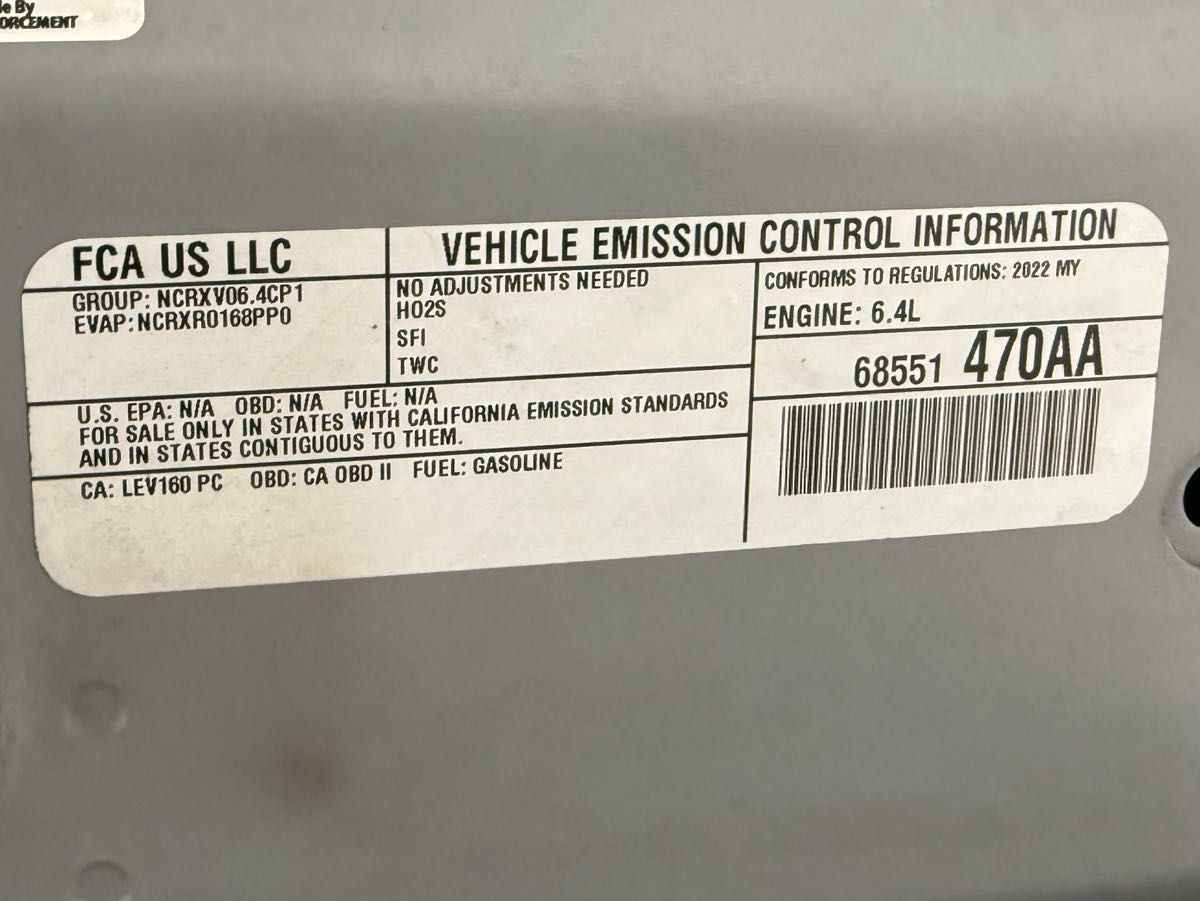 By
ORCEMENT
FCA US LLC
VEHICLE EMISSION CONTROL INFORMATION
GROUP: NCRXV06.4CP1
EVAP:NCRXR0168PP0
NO ADJUSTMENTS NEEDED
HO2S
SFI
TWC
CONFORMS TO REGULATIONS: 2022 MY
ENGINE: 6.4L
68551 470AA
U.S. EPA: N/A OBD: N/A FUEL: N/A
FOR SALE ONLY IN STATES WITH CALIFORNIA EMISSION STANDARDS
AND IN STATES CONTIGUOUS TO THEM.
CA: LEV160 PC OBD: CA OBD II FUEL: GASOLINE